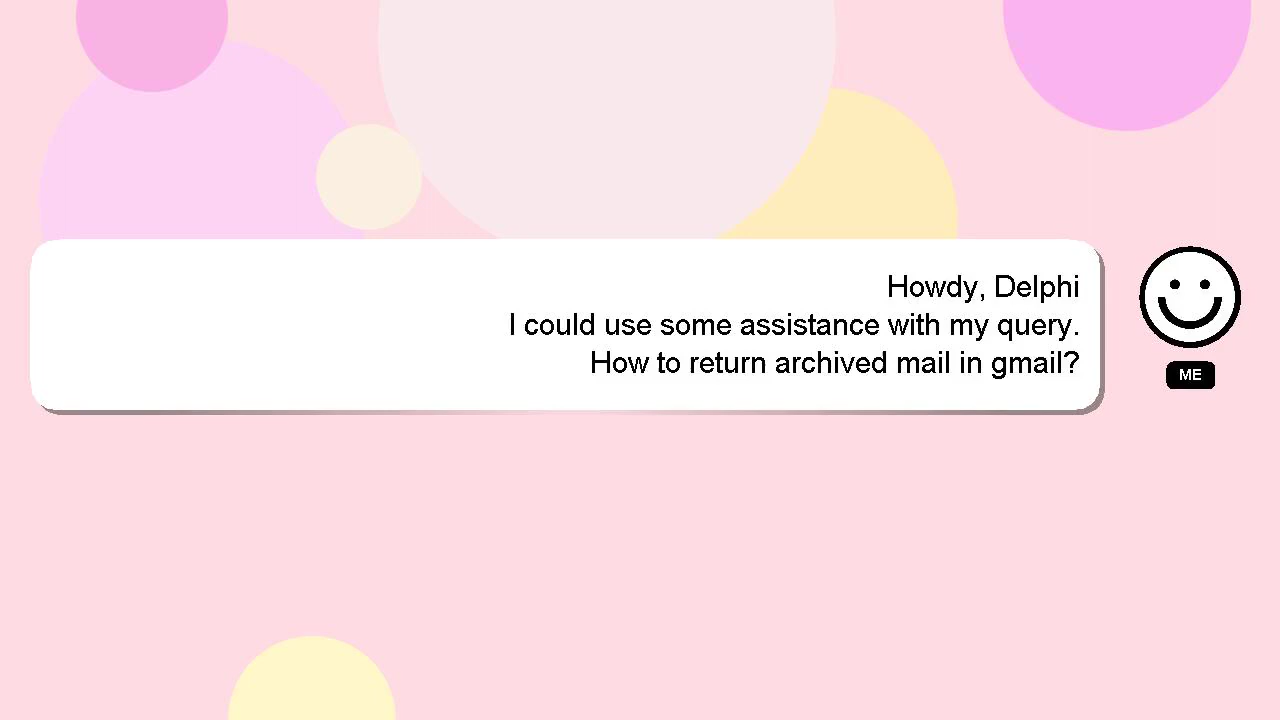 Howdy, Delphi
I could use some assistance with my query.
How to return archived mail in gmail?
ME